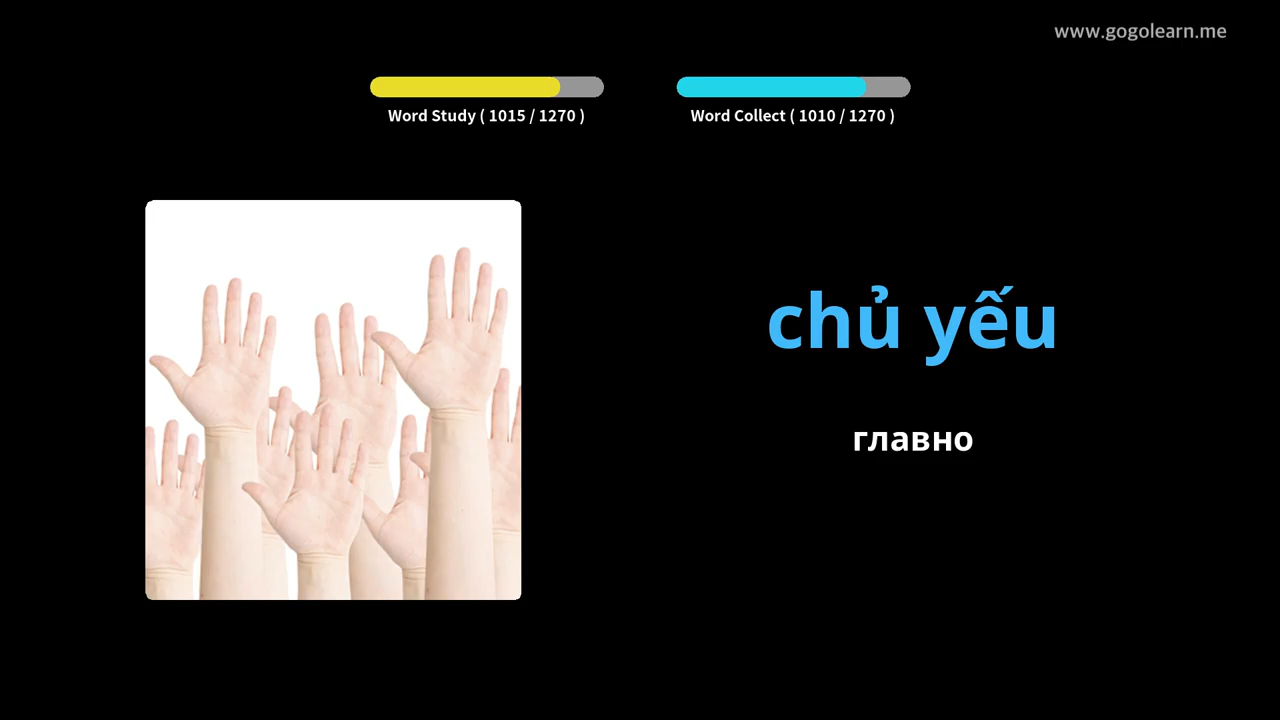 www.gogolearn.me
Word Study ( 1015 / 1270 )
Word Collect ( 1010 / 1270 )
chủ yếu
главно